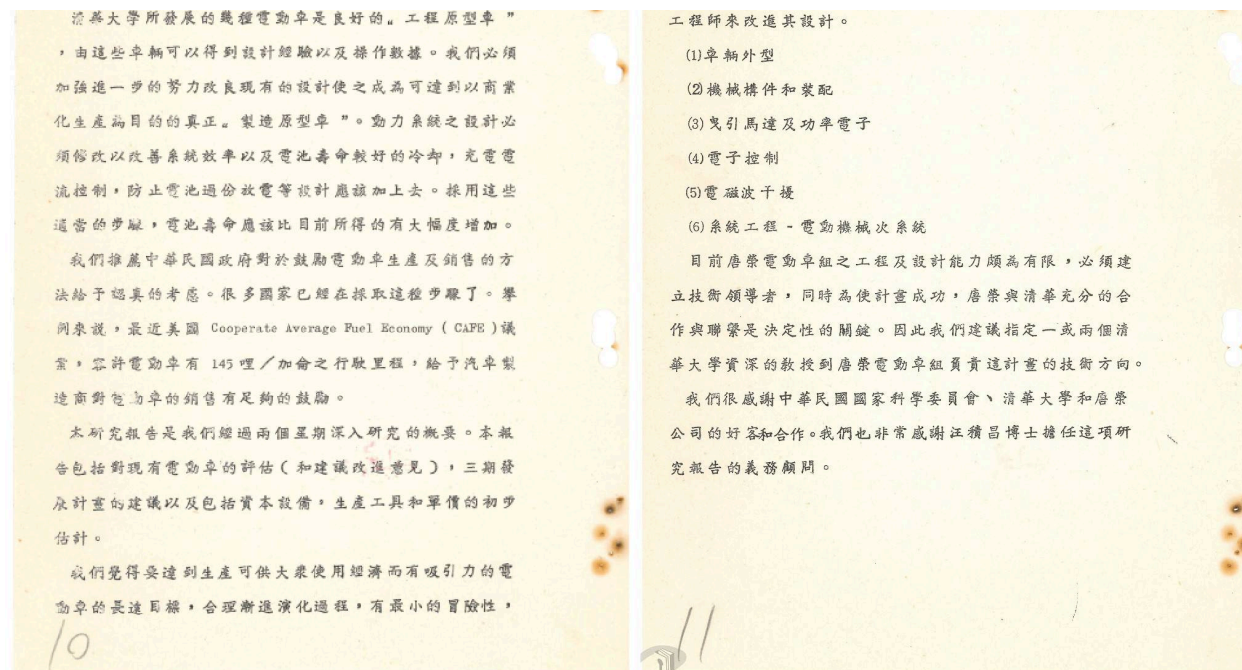 清華大學所發展的幾種電動車是良好的〝工程原型車〞
，由這些車輛可以得到設計經驗以及操作數據。我們必須
加強進一步的努力改良現有的設計使之成為可達到以商業
化生產為目的的真正〝製造原型車〞。動力系統之設計必
須修改以改善系統效率以及電池壽命較好的冷却，充電電
流控制，防止電池過份放電等設計應該加上去。採用這些
適當的步驟，電池壽命應該比目前所得的有大幅度增加。
我們推薦中華民國政府對於鼓勵電動車生產及銷售的方
法給予認真的考慮。很多國家已經在採取這種步驟了。舉
例來說，最近美國 Cooperate Average Fuel Economy ( CAFE ) 議
案，容許電動車有 145 哩／加侖之行駛里程，給予汽車製
造商對電動車的銷售有足夠的鼓勵。
本研究報告是我們經過兩個星期深入研究的概要。本報
告包括對現有電動車的評估（和建議改進意見），三期發
展計畫的建議以及包括資本設備，生產工具和單價的初步
估計。
我們覺得要達到生產可供大眾使用經濟而有吸引力的電
動車的長遠目標，合理漸進演化過程，有最小的冒險性，
10
工程師來改進其設計。
(1)車輛外型
(2)機械構件和裝配
(3)曳引馬達及功率電子
(4)電子控制
(5)電磁波干擾
(6)系統工程 - 電動機械次系統
目前唐榮電動車組之工程及設計能力頗為有限，必須建
立技術領導者，同時為使計畫成功，唐榮與清華充分的合
作與聯繫是決定性的關鍵。因此我們建議指定一或兩個清
華大學資深的教授到唐榮電動車組負責這計畫的技術方向。
我們很感謝中華民國國家科學委員會、清華大學和唐榮
公司的好客和合作。我們也非常感謝汪積昌博士擔任這項研
究報告的義務顧問。
11